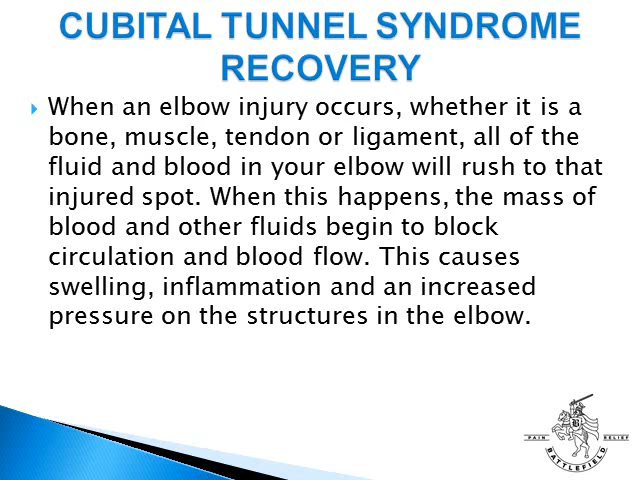 CUBITAL TUNNEL SYNDROME
RECOVERY
When an elbow injury occurs, whether it is a
bone, muscle, tendon or ligament, all of the
fluid and blood in your elbow will rush to that
injured spot. When this happens, the mass of
blood and other fluids begin to block
circulation and blood flow. This causes
swelling, inflammation and an increased
pressure on the structures in the elbow.
PAIN RELIEF
BATTLEFIELD